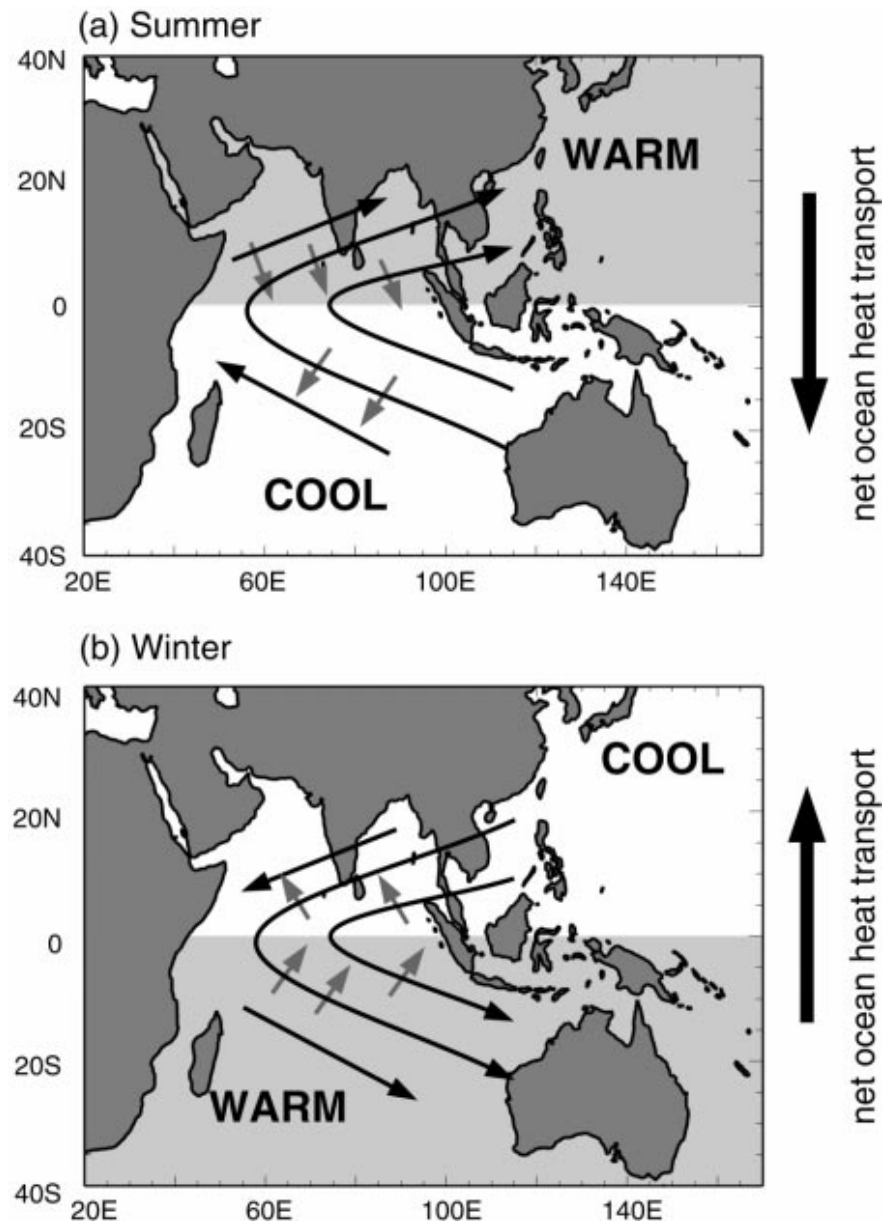 (a) Summer
40N
WARM
20N
0
20S
COOL
40S
20E 60E 100E 140E
net ocean heat transport
(b) Winter
40N
COOL
20N
0
20S
WARM
40S
20E 60E 100E 140E
net ocean heat transport